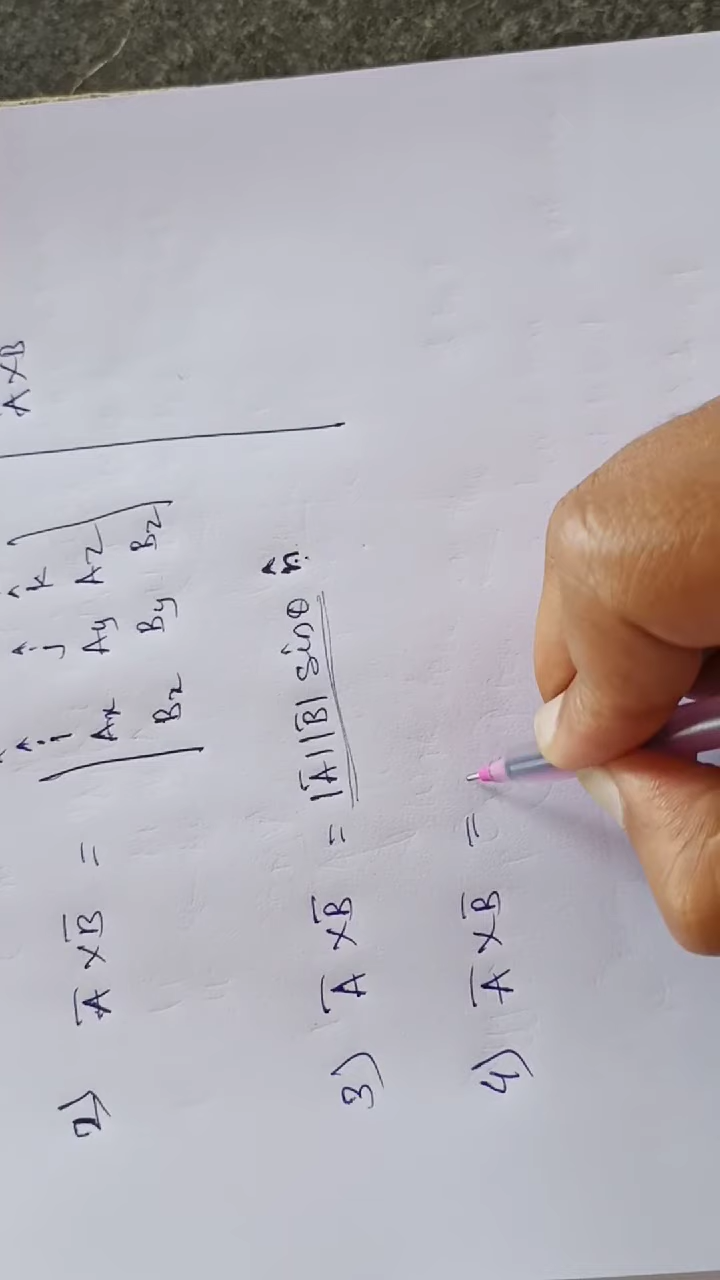 A×B
î ĵ k̂
2) A̅ × B̅ = | Ax Ay Az |
Bx By Bz
3) A̅ × B̅ = |A̅||B̅| sinθ n̂.
4) A̅ × B̅ =